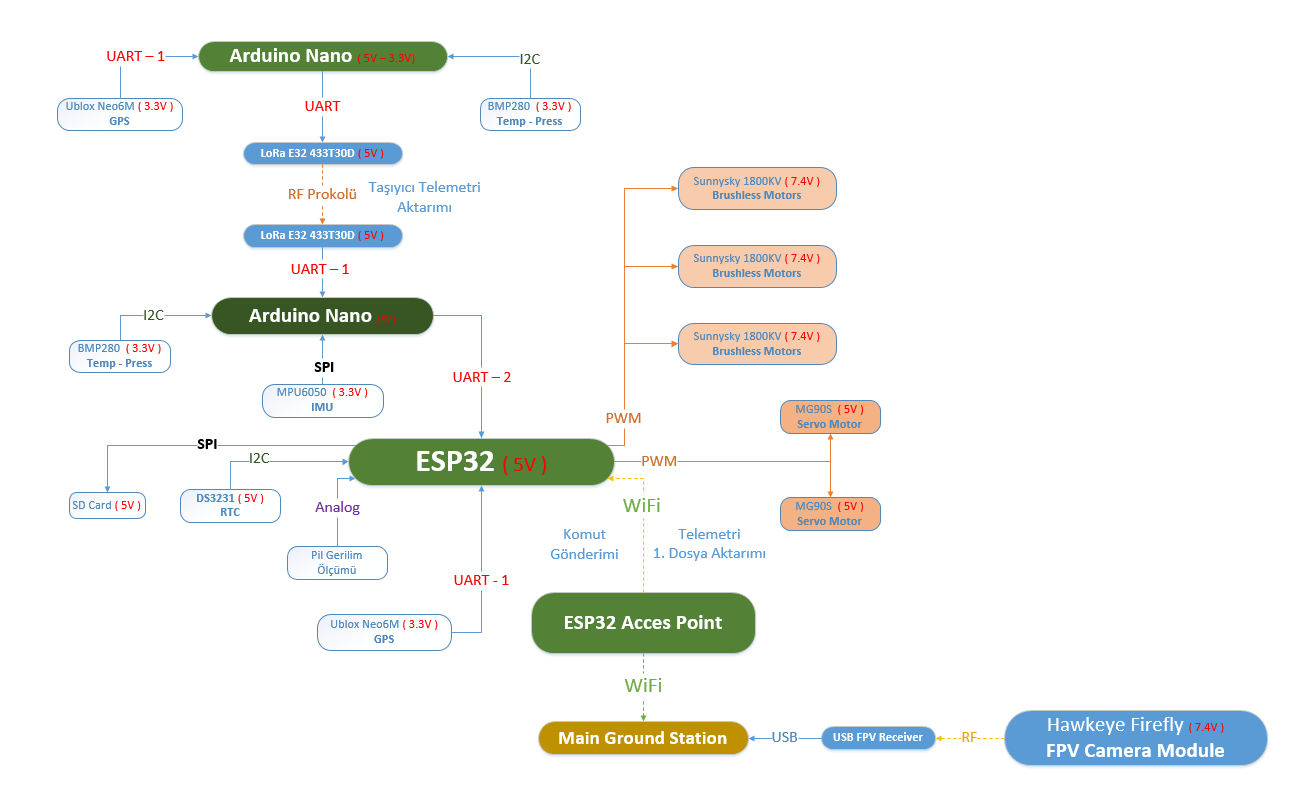 UART – 1
Arduino Nano ( 5V – 3.3V)
I2C
Ublox Neo6M ( 3.3V )
GPS
BMP280 ( 3.3V )
Temp - Press
UART
LoRa E32 433T30D ( 5V )
RF Prokolü
Taşıyıcı Telemetri
Aktarımı
LoRa E32 433T30D ( 5V )
UART – 1
Sunnysky 1800KV ( 7.4V )
Brushless Motors
Sunnysky 1800KV ( 7.4V )
Brushless Motors
Sunnysky 1800KV ( 7.4V )
Brushless Motors
I2C
Arduino Nano
BMP280 ( 3.3V )
Temp - Press
SPI
MPU6050 ( 3.3V )
IMU
UART – 2
PWM
MG90S ( 5V )
Servo Motor
SPI
I2C
ESP32 ( 5V )
PWM
SD Card ( 5V )
DS3231 ( 5V )
RTC
Analog
MG90S ( 5V )
Servo Motor
WiFi
Pil Gerilim
Ölçümü
Komut
Gönderimi
Telemetri
1. Dosya Aktarımı
UART - 1
Ublox Neo6M ( 3.3V )
GPS
ESP32 Acces Point
WiFi
Main Ground Station
USB
USB FPV Receiver
RF
Hawkeye Firefly ( 7.4V )
FPV Camera Module